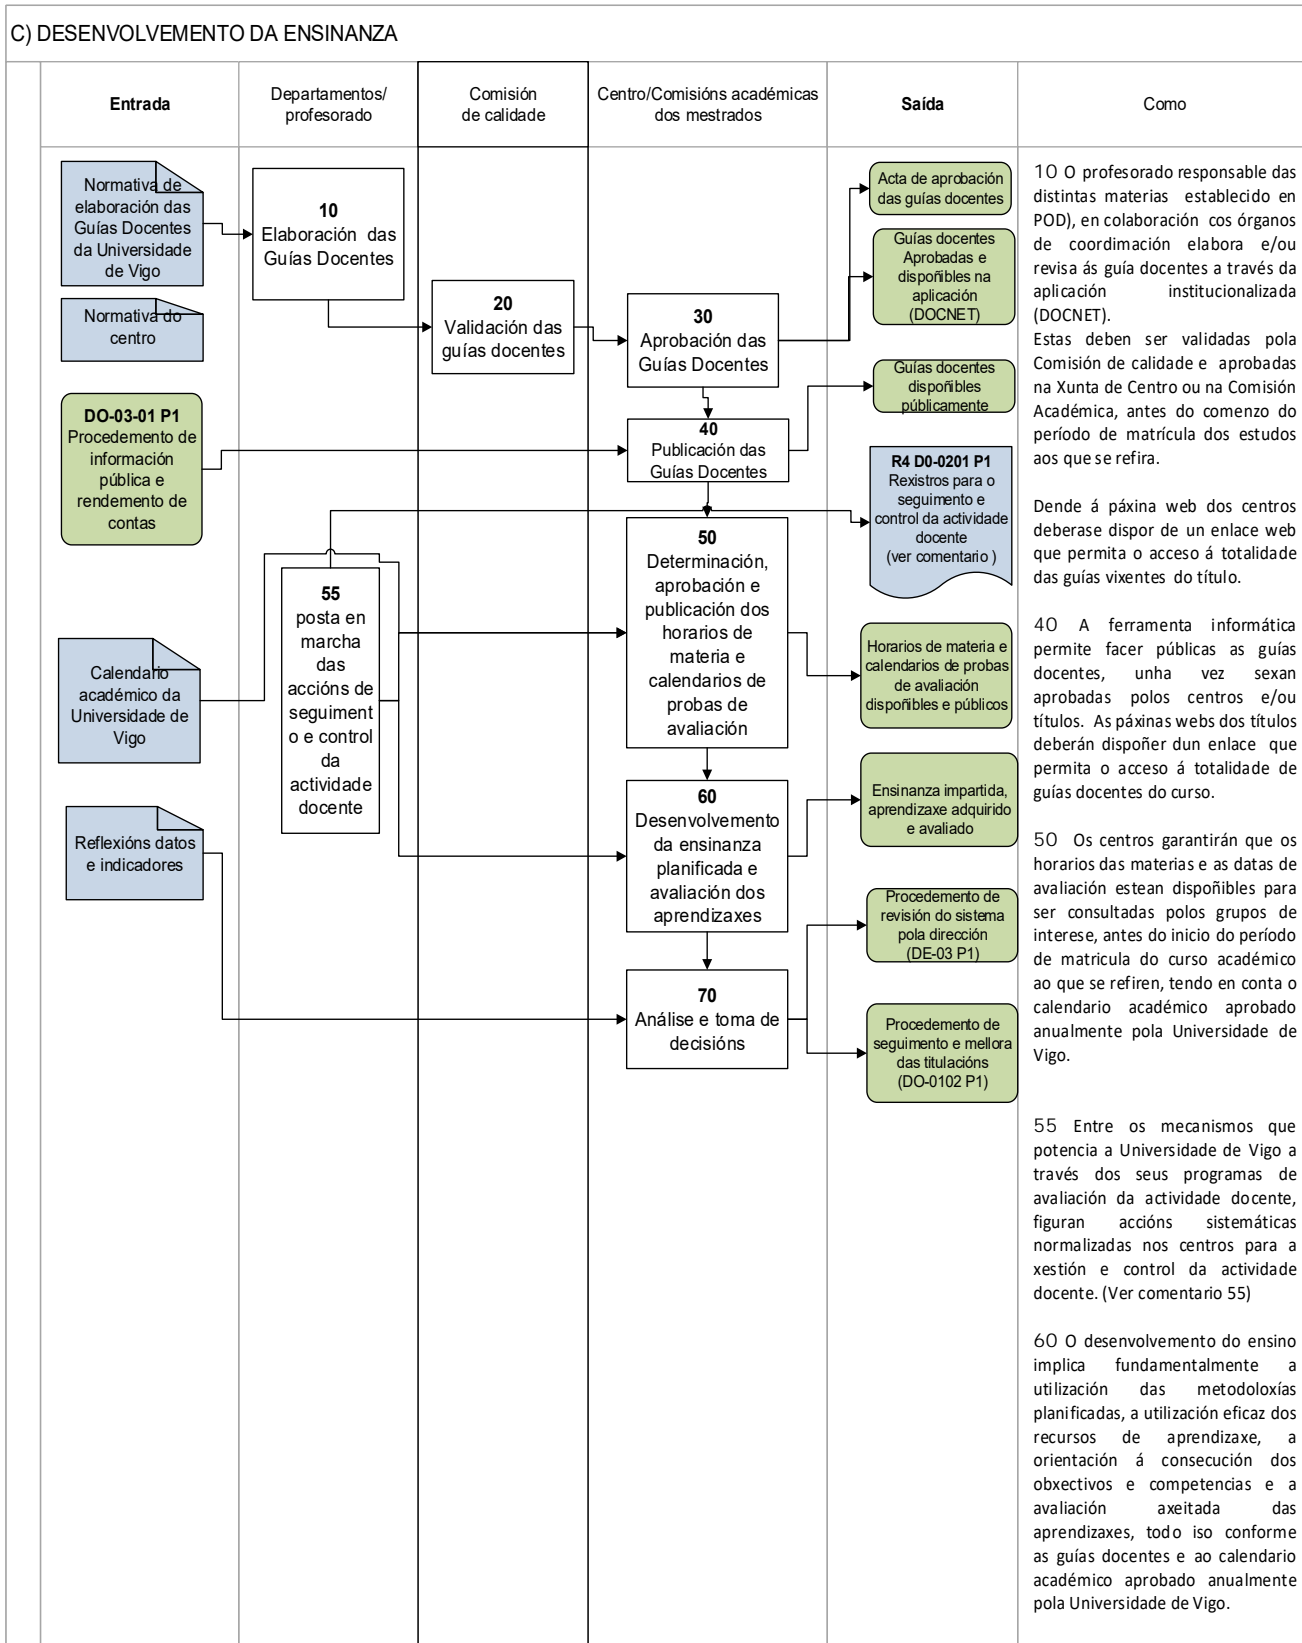 C) DESENVOLVEMENTO DA ENSINANZA
Entrada
Departamentos/
profesorado
Comisión
de calidade
Centro/Comisións académicas
dos mestrados
Saída
Como
Normativa de
elaboración das
Guías Docentes
da Universidade
de Vigo
Normativa do
centro
DO-03-01 P1
Procedemento de
información
pública e
rendemento de
contas
Calendario
académico da
Universidade de
Vigo
Reflexións datos
e indicadores
10
Elaboración das
Guías Docentes
55
posta en
marcha
das
accións de
seguiment
o e control
da
actividade
docente
20
Validación das
guías docentes
30
Aprobación das
Guías Docentes
40
Publicación das
Guías Docentes
50
Determinación,
aprobación e
publicación dos
horarios de
materia e
calendarios de
probas de
avaliación
60
Desenvolvemento
da ensinanza
planificada e
avaliación dos
aprendizaxes
70
Análise e toma de
decisións
Acta de aprobación
das guías docentes
Guías docentes
Aprobadas e
dispoñibles na
aplicación
(DOCNET)
Guías docentes
dispoñibles
públicamente
R4 D0-0201 P1
Rexistros para o
seguimento e
control da actividade
docente
(ver comentario )
Horarios de materia e
calendarios de probas
de avaliación
dispoñibles e públicos
Ensinanza impartida,
aprendizaxe adquirido
e avaliado
Procedemento de
revisión do sistema
pola dirección
(DE-03 P1)
Procedemento de
seguimento e mellora
das titulacións
(DO-0102 P1)
10 O profesorado responsable das
distintas materias establecido en
POD), en colaboración cos órganos
de coordimación elabora e/ou
revisa ás guía docentes a través da
aplicación institucionalizada
(DOCNET).
Estas deben ser validadas pola
Comisión de calidade e aprobadas
na Xunta de Centro ou na Comisión
Académica, antes do comenzo do
período de matrícula dos estudos
aos que se refira.
Dende á páxina web dos centros
deberase dispor de un enlace web
que permita o acceso á totalidade
das guías vixentes do título.
40 A ferramenta informática
permite facer públicas as guías
docentes, unha vez sexan
aprobadas polos centros e/ou
títulos. As páxinas webs dos títulos
deberán dispoñer dun enlace que
permita o acceso á totalidade de
guías docentes do curso.
50 Os centros garantirán que os
horarios das materias e as datas de
avaliación estean dispoñibles para
ser consultadas polos grupos de
interese, antes do inicio do período
de matricula do curso académico
ao que se refiren, tendo en conta o
calendario académico aprobado
anualmente pola Universidade de
Vigo.
55 Entre os mecanismos que
potencia a Universidade de Vigo a
través dos seus programas de
avaliación da actividade docente,
figuran accións sistemáticas
normalizadas nos centros para a
xestión e control da actividade
docente. (Ver comentario 55)
60 O desenvolvemento do ensino
implica fundamentalmente a
utilización das metodoloxías
planificadas, a utilización eficaz dos
recursos de aprendizaxe, a
orientación á consecución dos
obxectivos e competencias e a
avaliación axeitada das
aprendizaxes, todo iso conforme
as guías docentes e ao calendario
académico aprobado anualmente
pola Universidade de Vigo.